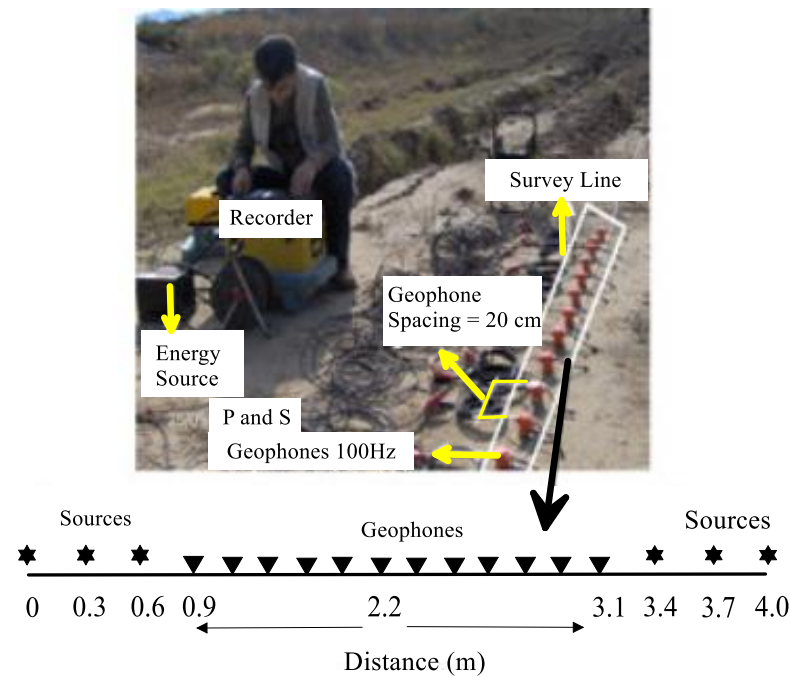 Survey Line
Recorder
Geophone
Spacing = 20 cm
Energy
Source
P and S
Geophones 100Hz
Sources
Geophones
Sources
0 0.3 0.6 0.9 2.2 3.1 3.4 3.7 4.0
Distance (m)